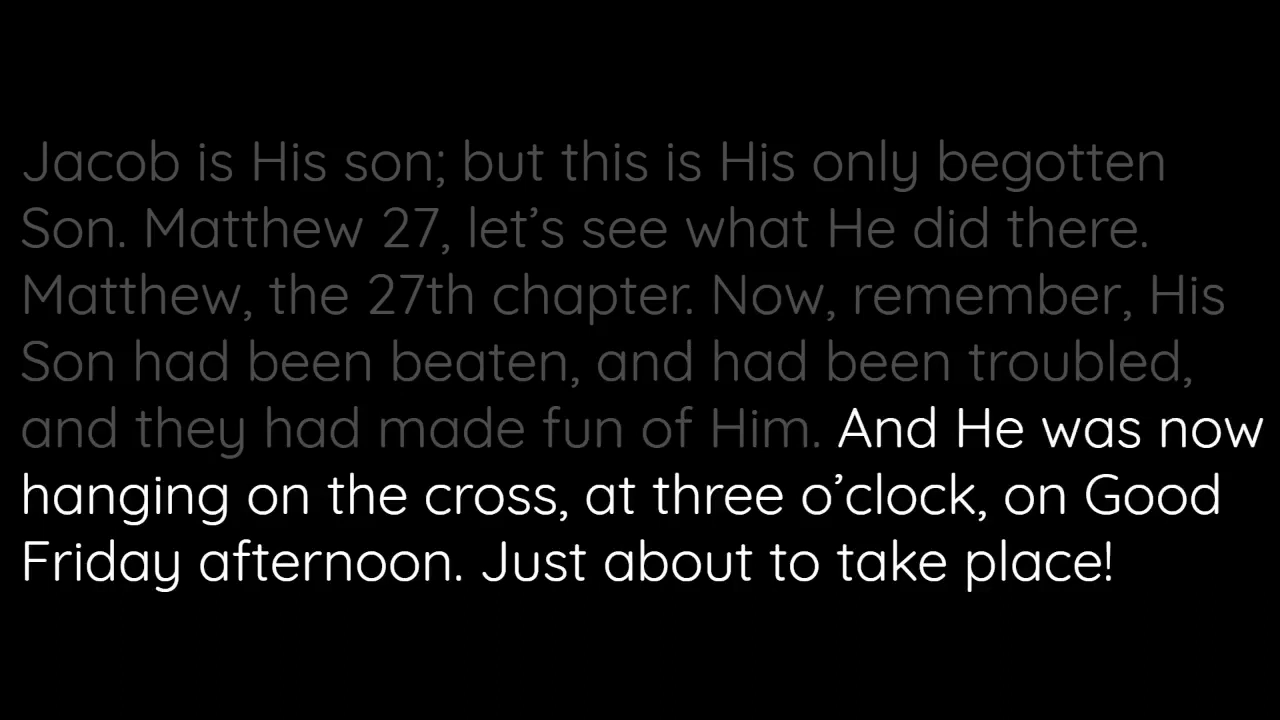 Jacob is His son; but this is His only begotten
Son. Matthew 27, let’s see what He did there.
Matthew, the 27th chapter. Now, remember, His
Son had been beaten, and had been troubled,
and they had made fun of Him. And He was now
hanging on the cross, at three o’clock, on Good
Friday afternoon. Just about to take place!